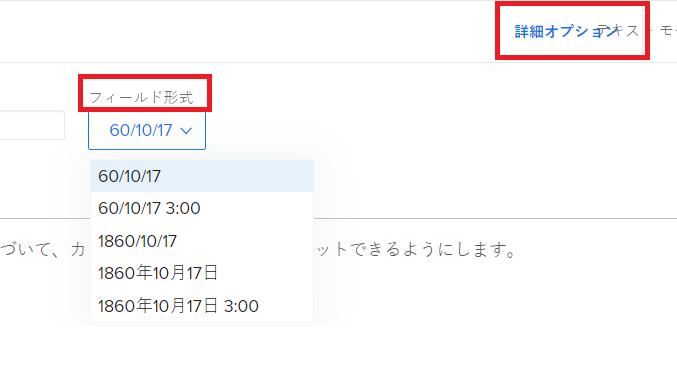 詳細オプション テキスト モ
フィールド形式
60/10/17
60/10/17
60/10/17 3:00
1860/10/17
1860年10月17日
1860年10月17日 3:00
づいて、カ ットできるようにします。